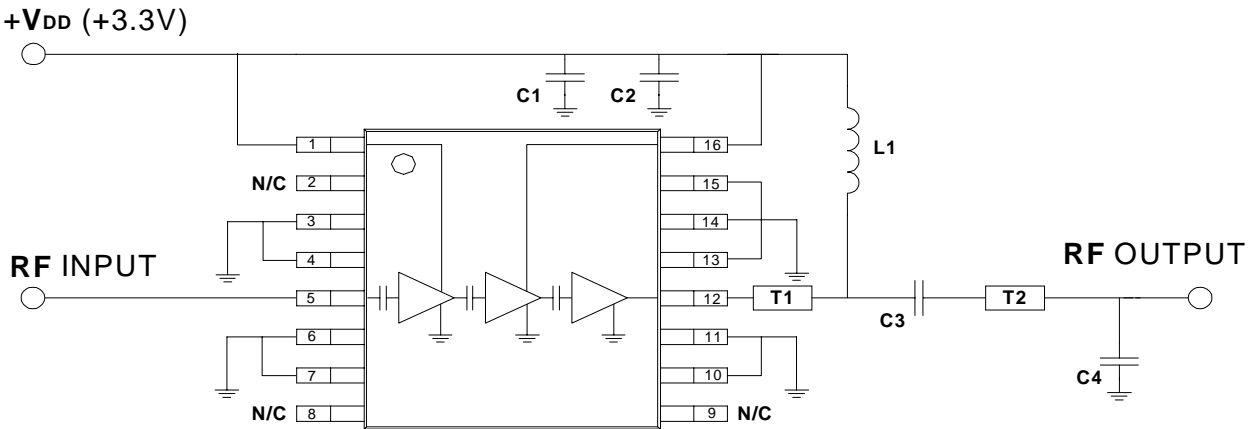 +VDD (+3.3V)
C1
C2
L1
1
16
N/C 2
15
3
14
4
13
RF INPUT
RF OUTPUT
5
12
T1
C3
T2
6
11
7
10
C4
N/C 8
9 N/C